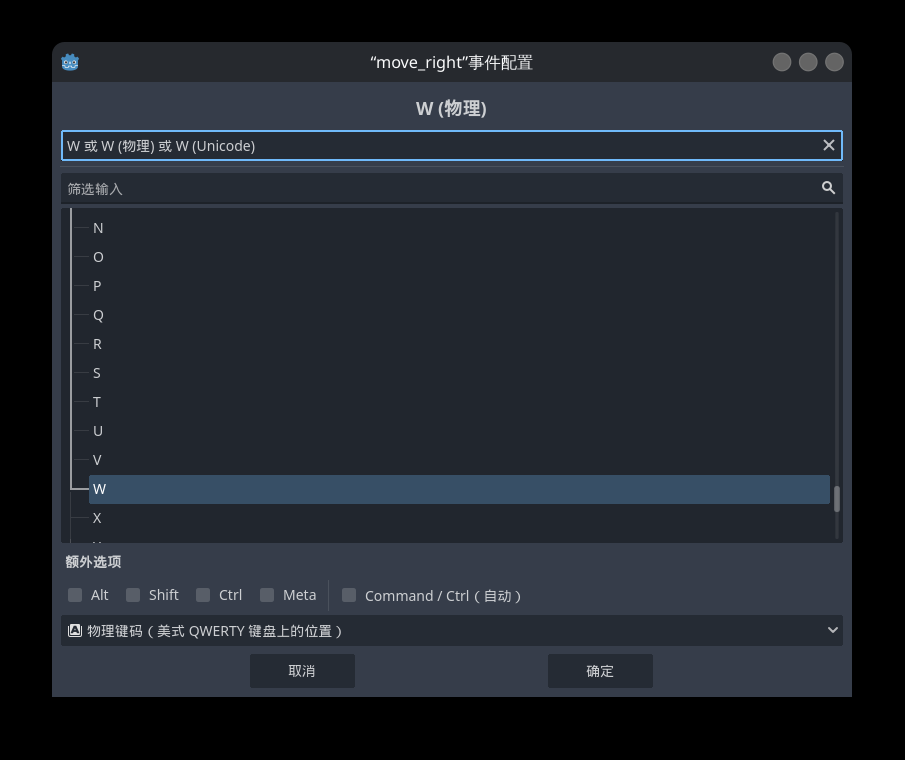 “move_right”事件配置
W (物理)
W 或 W (物理) 或 W (Unicode)
筛选输入
N
O
P
Q
R
S
T
U
V
W
X
额外选项
Alt Shift Ctrl Meta Command / Ctrl（自动）
物理键码（美式 QWERTY 键盘上的位置）
取消 确定